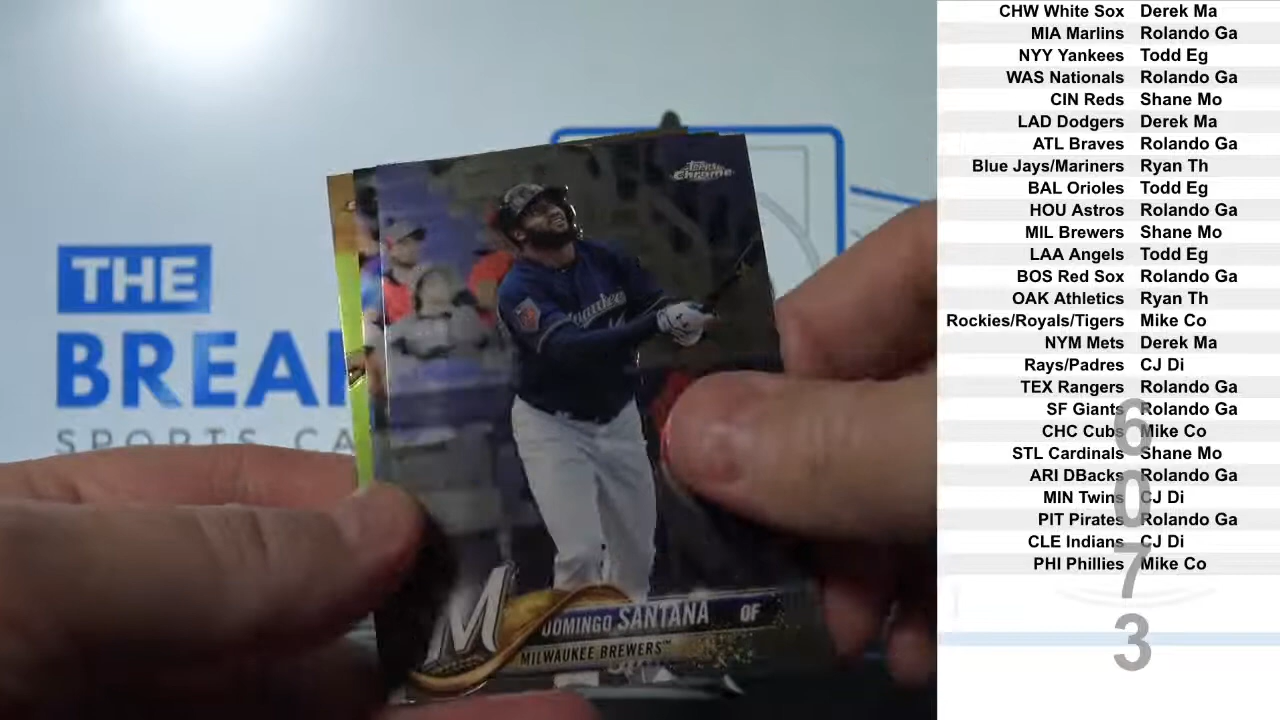 THE
BREA
SPORTS CA
Topps
Chrome
Milwaukee
M
DOMINGO SANTANA OF
MILWAUKEE BREWERS™
CHW White Sox Derek Ma
MIA Marlins Rolando Ga
NYY Yankees Todd Eg
WAS Nationals Rolando Ga
CIN Reds Shane Mo
LAD Dodgers Derek Ma
ATL Braves Rolando Ga
Blue Jays/Mariners Ryan Th
BAL Orioles Todd Eg
HOU Astros Rolando Ga
MIL Brewers Shane Mo
LAA Angels Todd Eg
BOS Red Sox Rolando Ga
OAK Athletics Ryan Th
Rockies/Royals/Tigers Mike Co
NYM Mets Derek Ma
Rays/Padres CJ Di
TEX Rangers Rolando Ga
SF Giants Rolando Ga
CHC Cubs Mike Co
STL Cardinals Shane Mo
ARI DBacks Rolando Ga
MIN Twins CJ Di
PIT Pirates Rolando Ga
CLE Indians CJ Di
PHI Phillies Mike Co
6
0
7
3